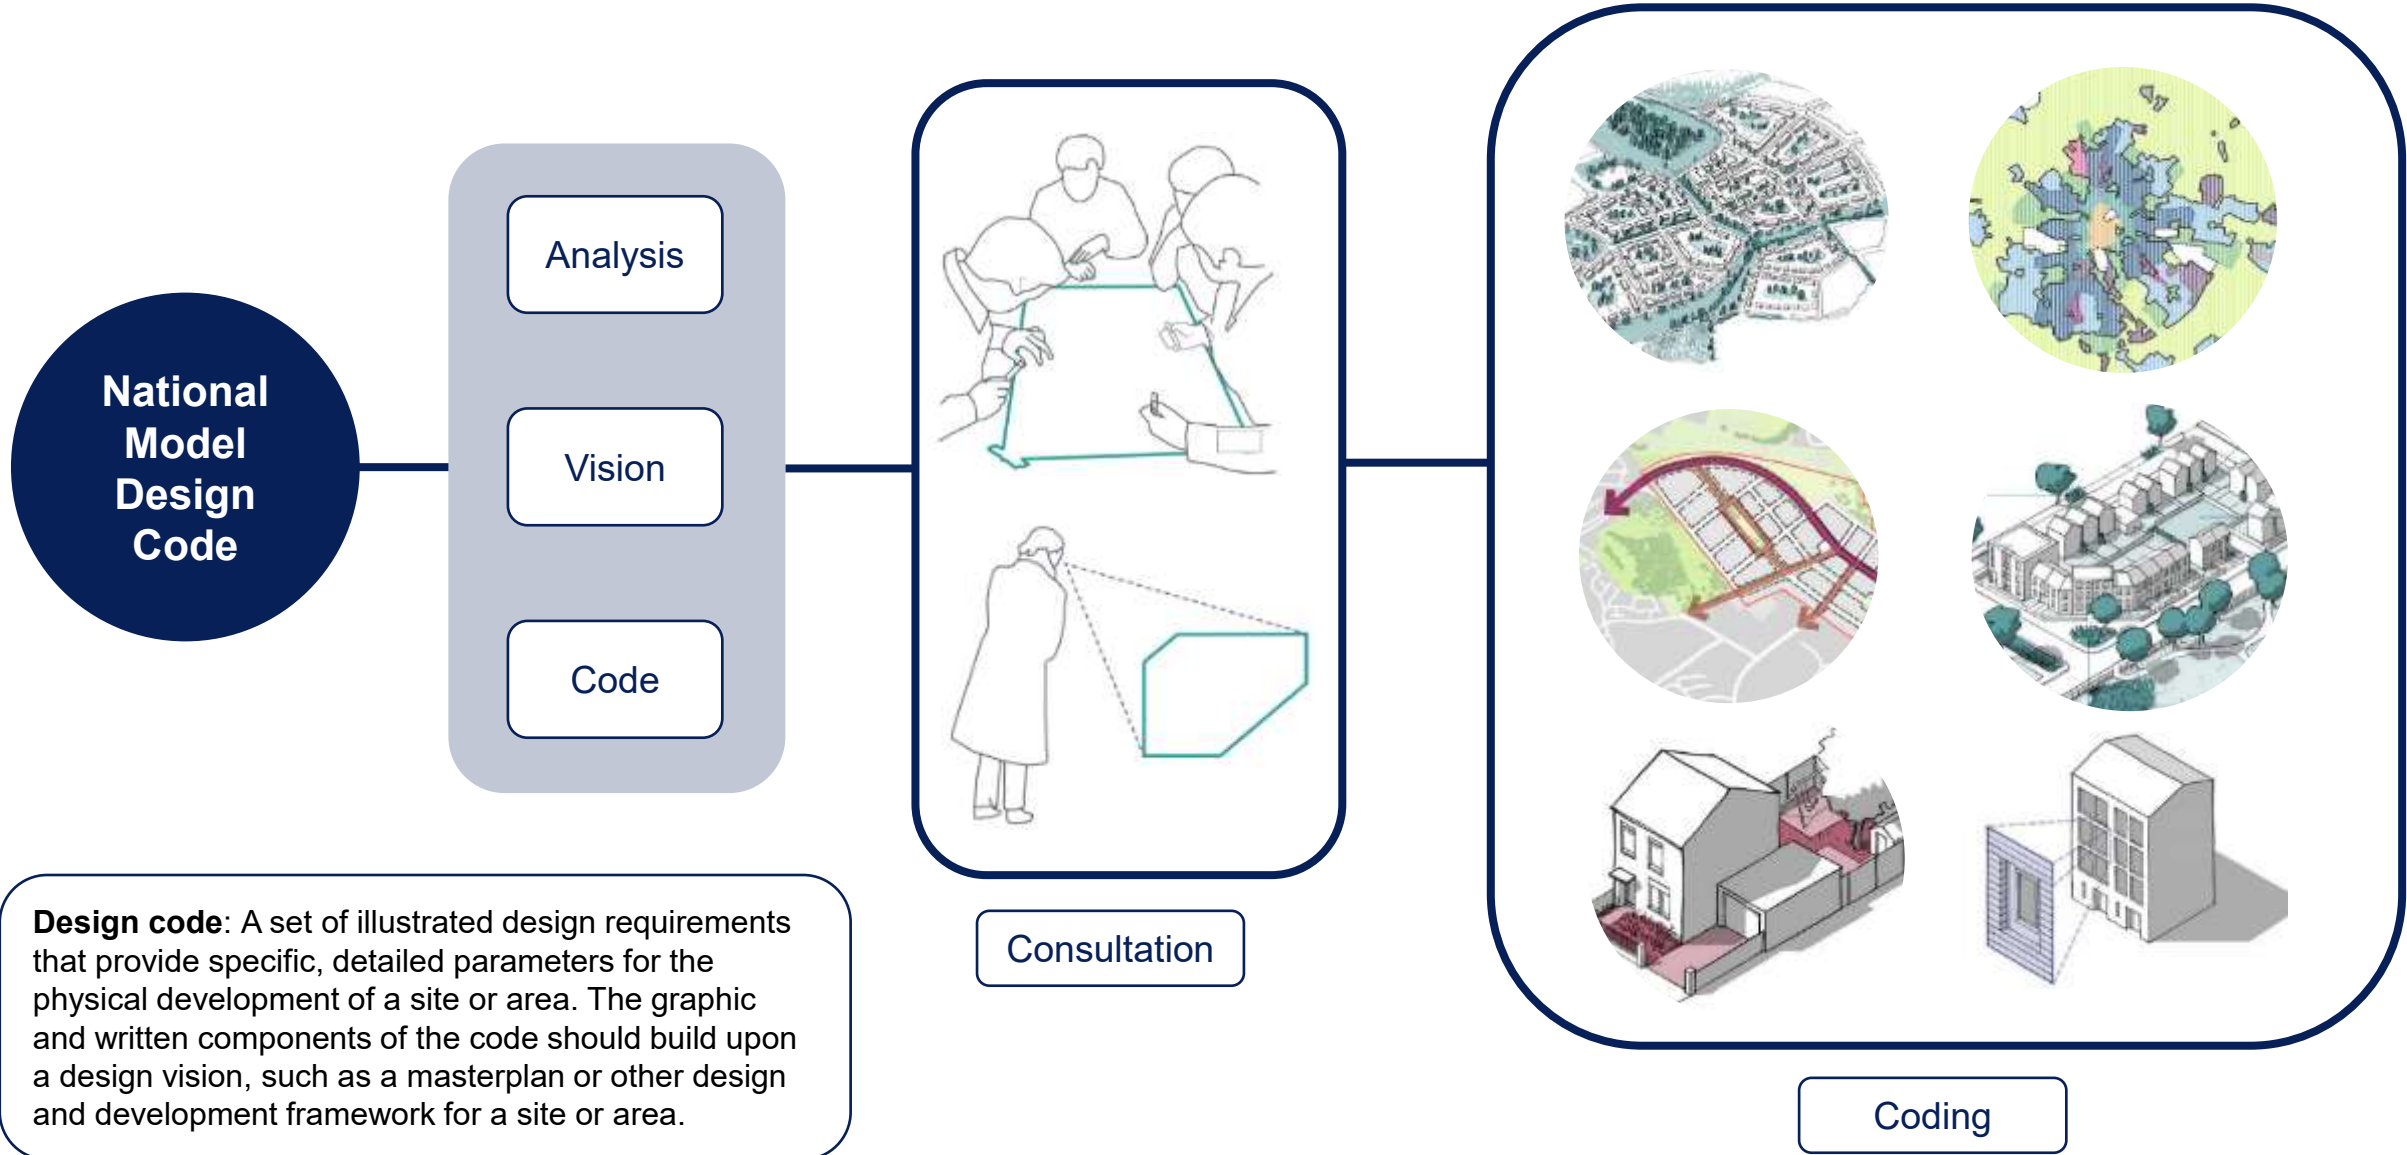 National
Model
Design
Code
Analysis
Vision
Code
Consultation
Coding
Design code: A set of illustrated design requirements
that provide specific, detailed parameters for the
physical development of a site or area. The graphic
and written components of the code should build upon
a design vision, such as a masterplan or other design
and development framework for a site or area.